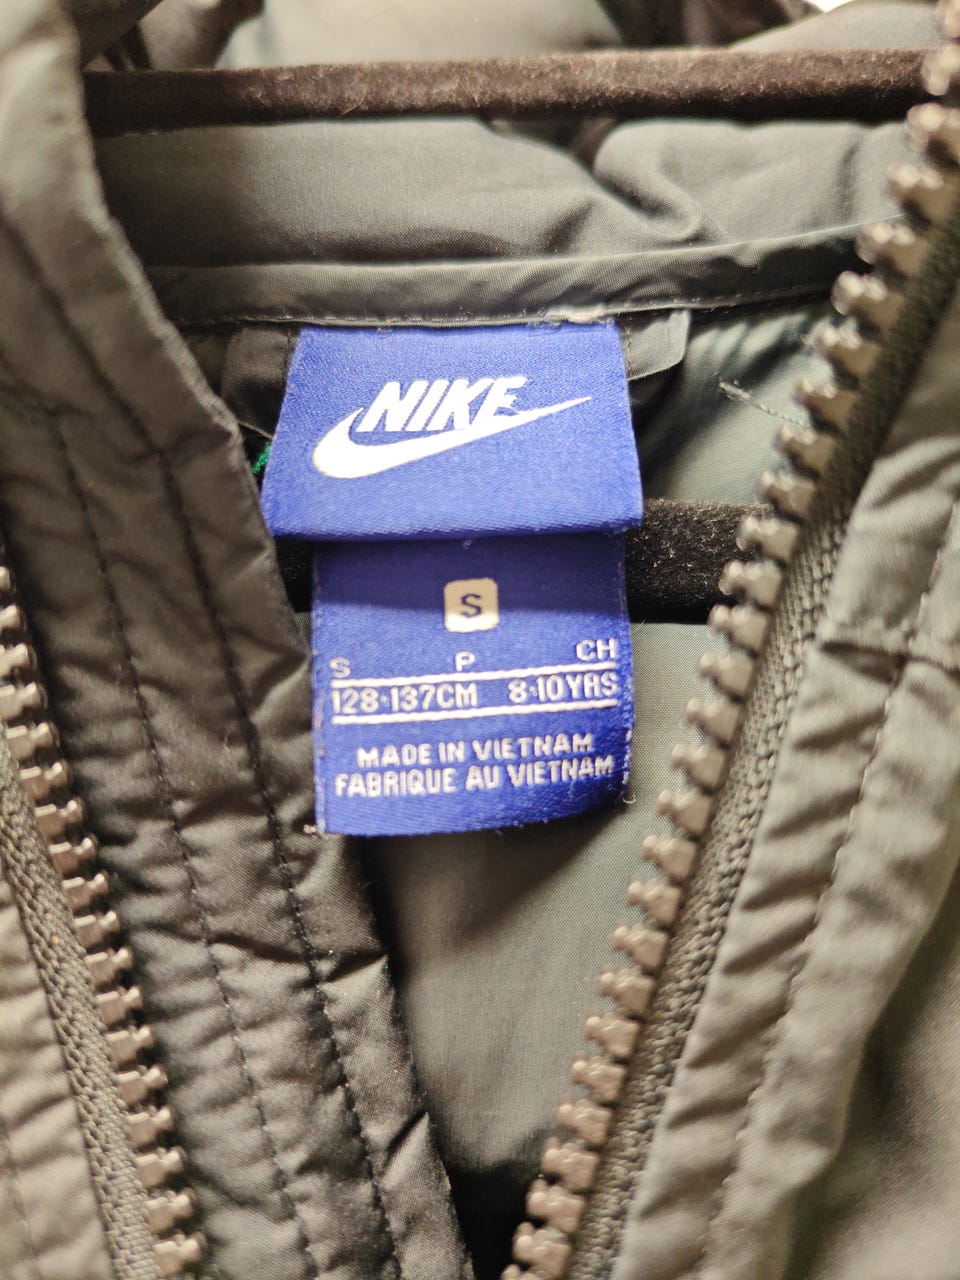 NIKE
S
S P CH
128-137CM 8-10YRS
MADE IN VIETNAM
FABRIQUE AU VIETNAM